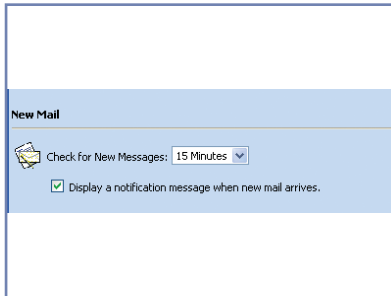 New Mail
Check for New Messages: 15 Minutes
Display a notification message when new mail arrives.